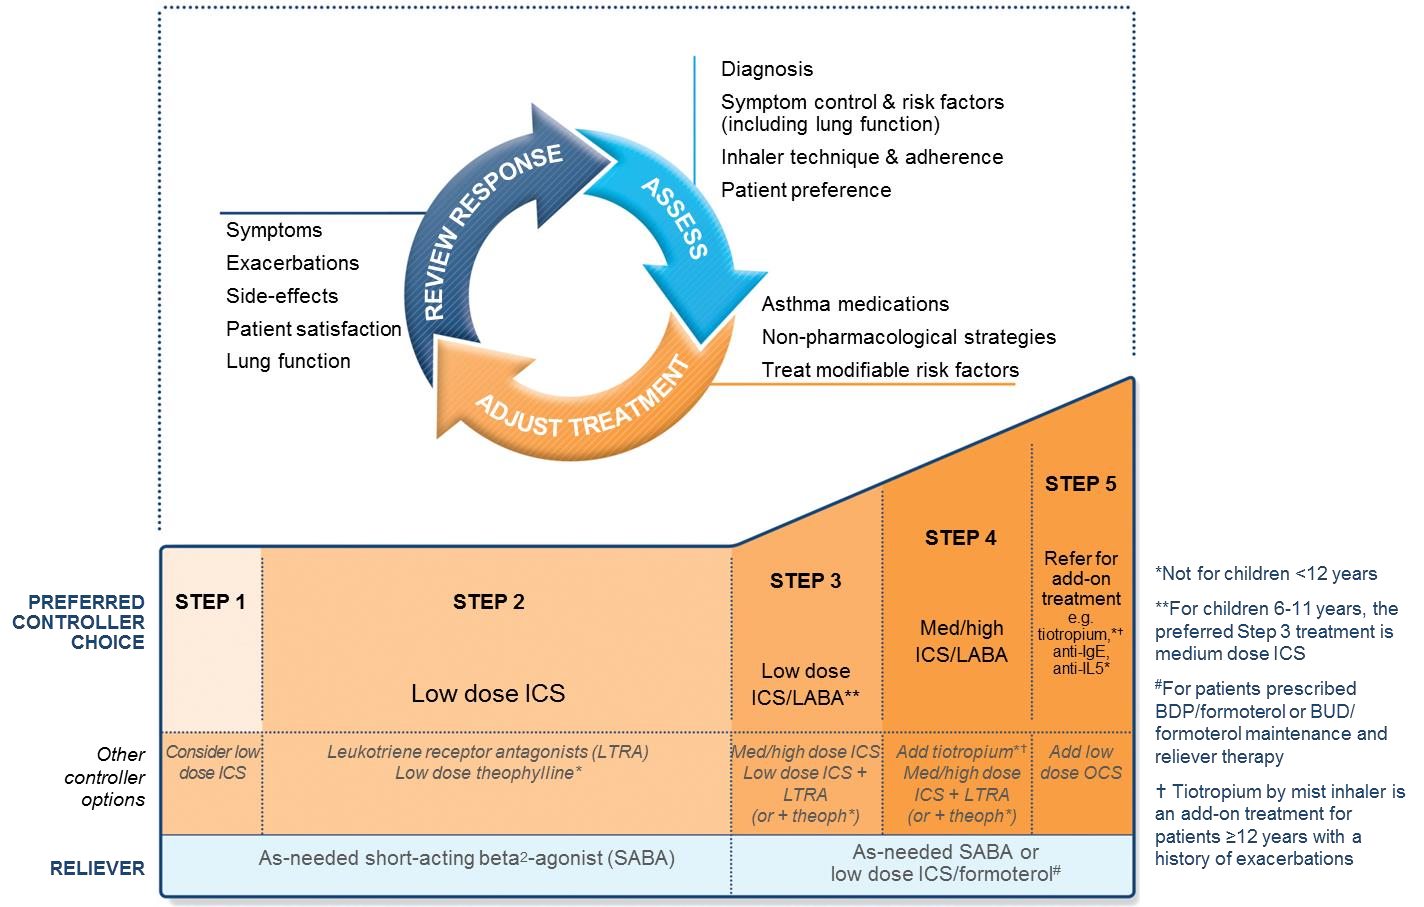 Diagnosis
Symptom control & risk factors
(including lung function)
Inhaler technique & adherence
Patient preference
REVIEW RESPONSE
ASSESS
ADJUST TREATMENT
Symptoms
Exacerbations
Side-effects
Patient satisfaction
Lung function
Asthma medications
Non-pharmacological strategies
Treat modifiable risk factors
PREFERRED
CONTROLLER
CHOICE
STEP 1
STEP 2
Low dose ICS
STEP 3
Low dose
ICS/LABA**
STEP 4
Med/high
ICS/LABA
STEP 5
Refer for
add-on
treatment
e.g.
tiotropium,*†
anti-IgE,
anti-IL5*
Other
controller
options
Consider low
dose ICS
Leukotriene receptor antagonists (LTRA)
Low dose theophylline*
Med/high dose ICS
Low dose ICS +
LTRA
(or + theoph*)
Add tiotropium*†
Med/high dose
ICS + LTRA
(or + theoph*)
Add low
dose OCS
RELIEVER
As-needed short-acting beta2-agonist (SABA)
As-needed SABA or
low dose ICS/formoterol#
*Not for children <12 years
**For children 6-11 years, the
preferred Step 3 treatment is
medium dose ICS
#For patients prescribed
BDP/formoterol or BUD/
formoterol maintenance and
reliever therapy
† Tiotropium by mist inhaler is
an add-on treatment for
patients ≥12 years with a
history of exacerbations